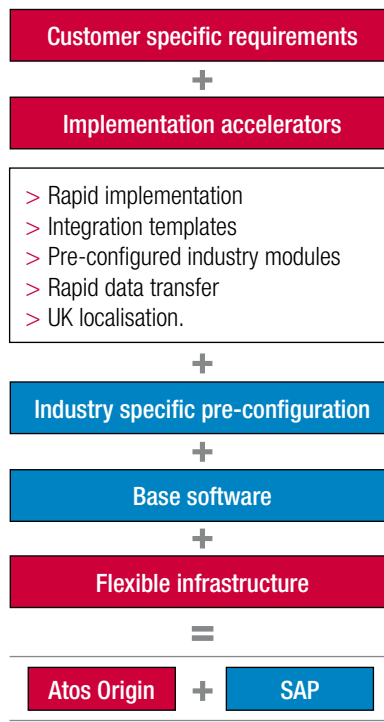 Customer specific requirements
+
Implementation accelerators
> Rapid implementation
> Integration templates
> Pre-configured industry modules
> Rapid data transfer
> UK localisation.
+
Industry specific pre-configuration
+
Base software
+
Flexible infrastructure
=
Atos Origin + SAP